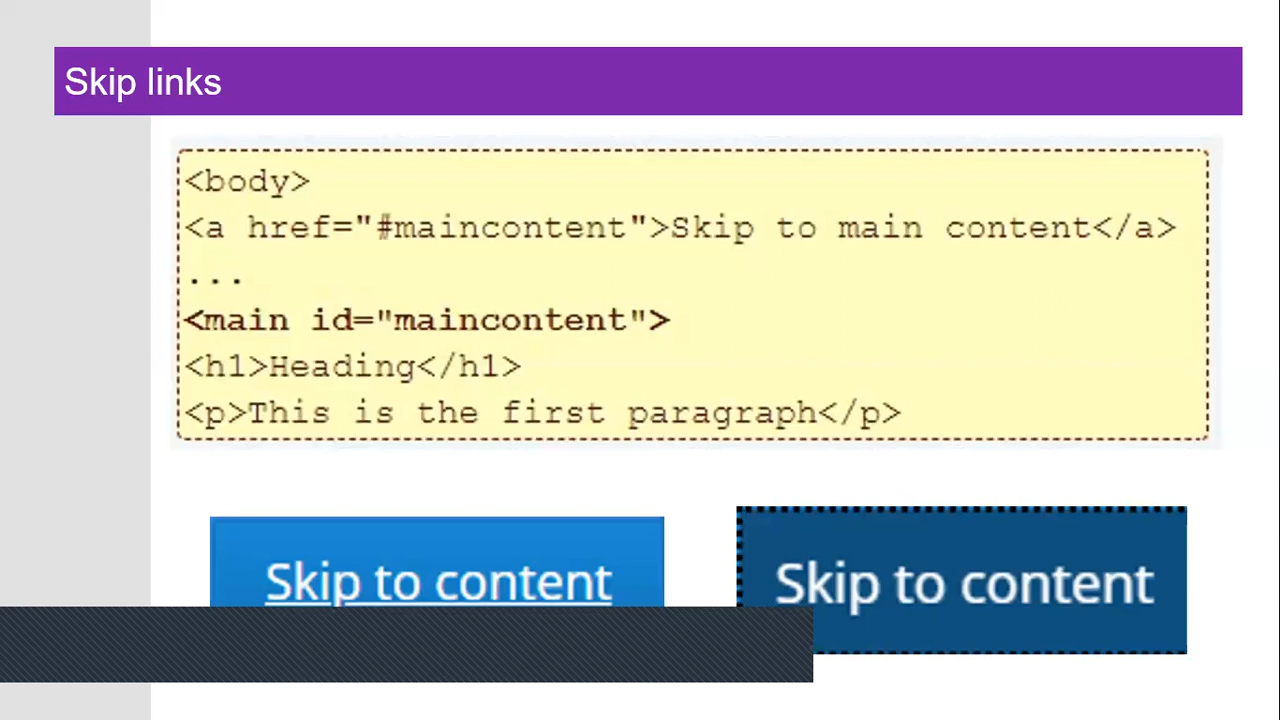 Skip links
<body>
<a href="#maincontent">Skip to main content</a>
...
<main id="maincontent">
<h1>Heading</h1>
<p>This is the first paragraph</p>
Skip to content
Skip to content